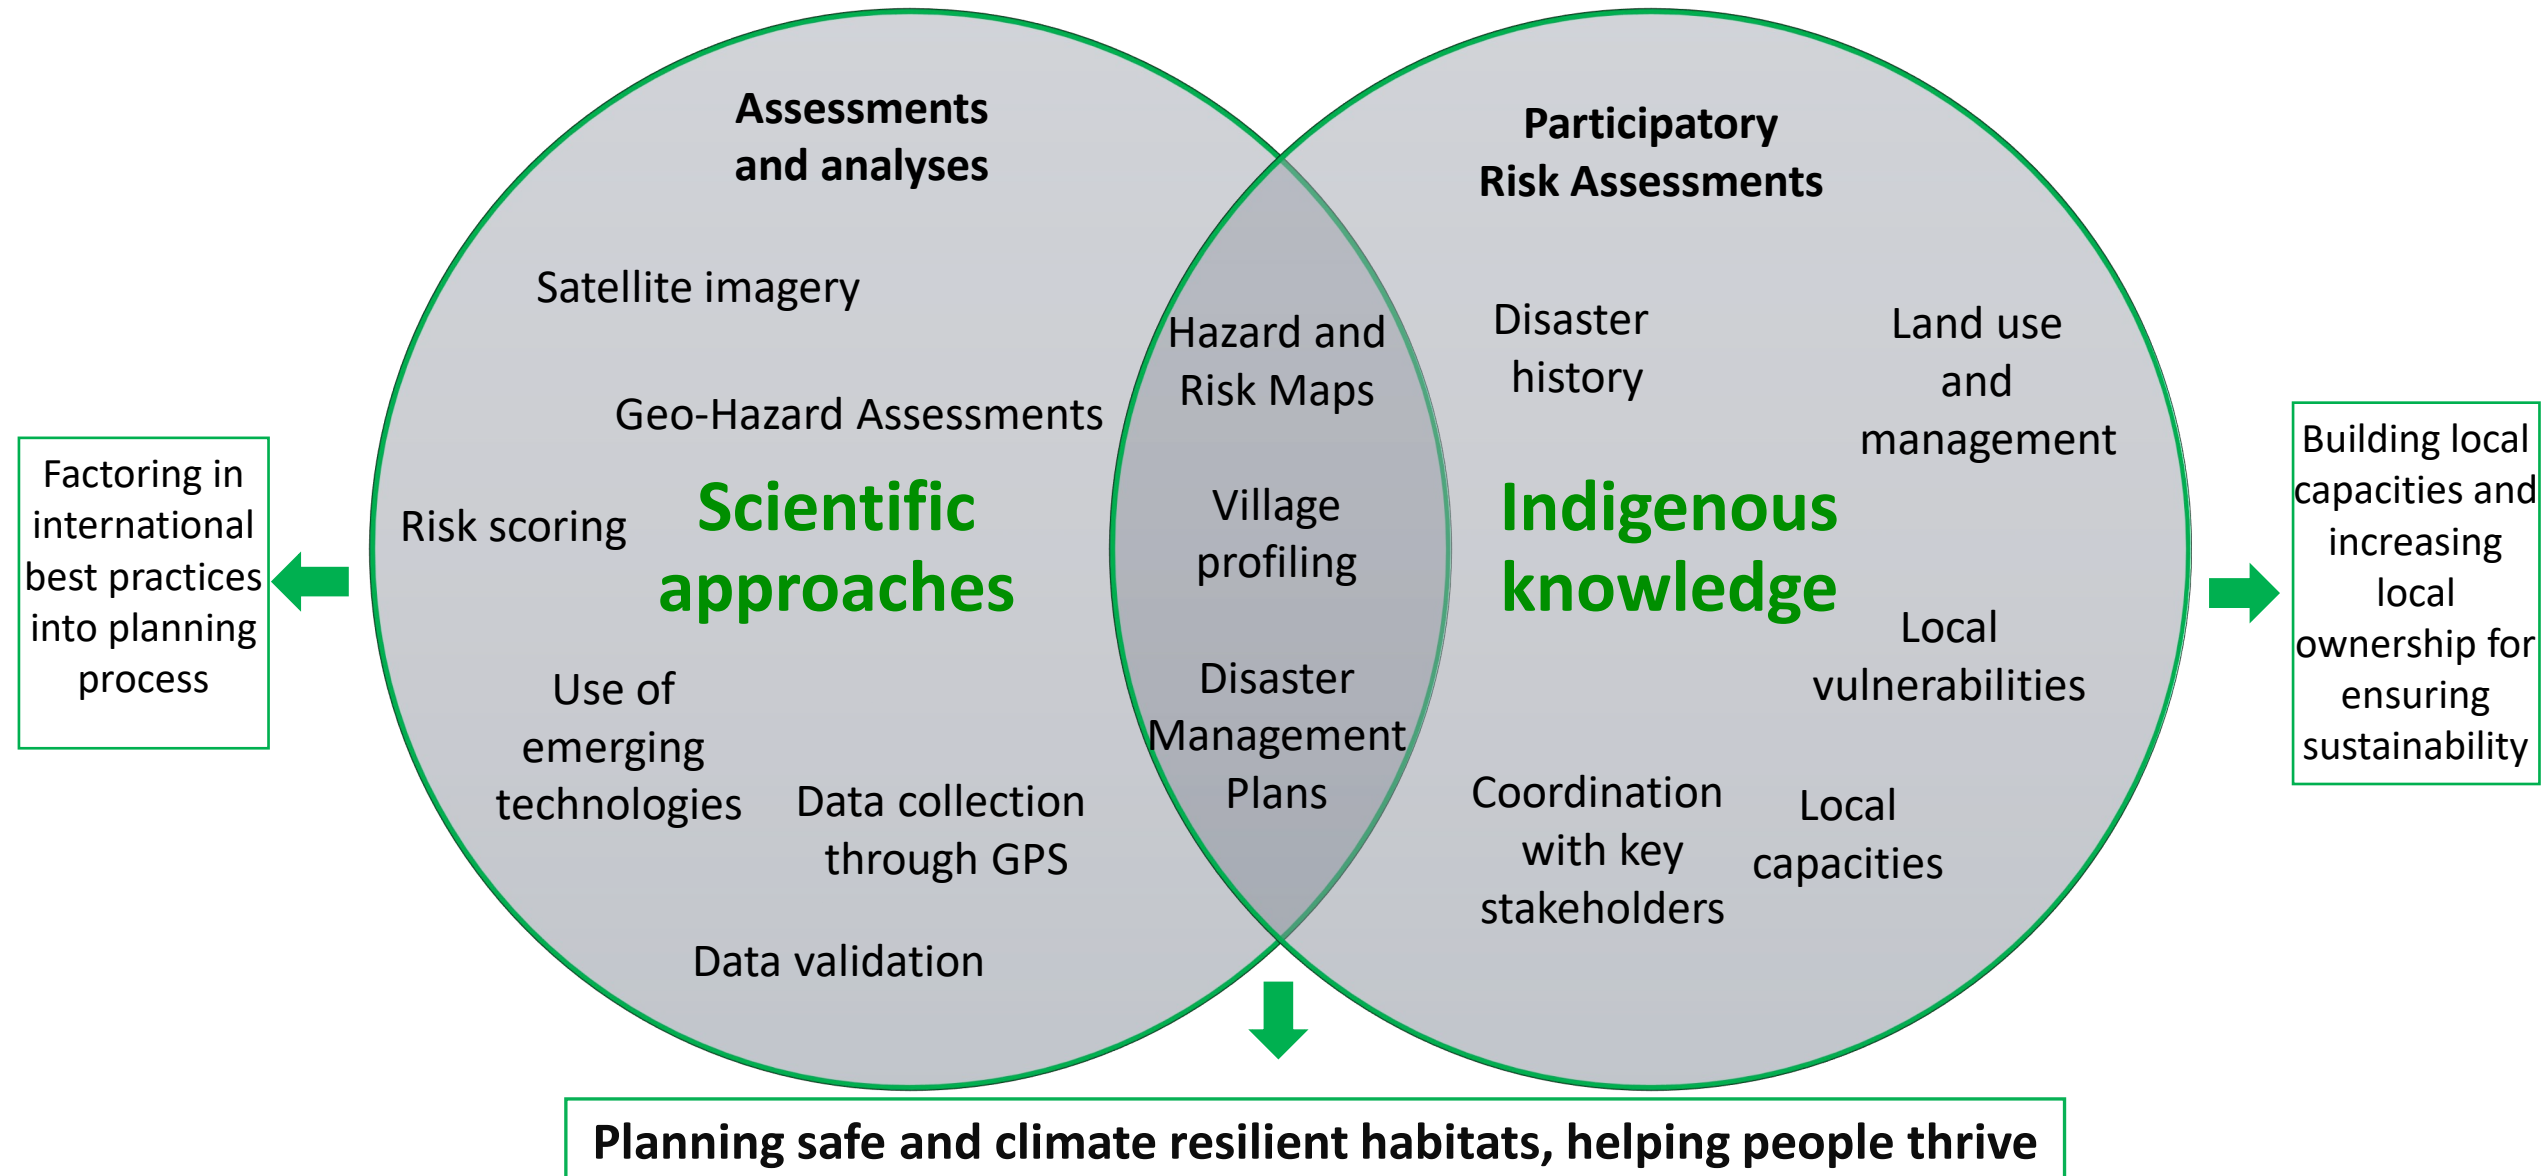 Assessments
and analyses
Satellite imagery
Geo-Hazard Assessments
Scientific
approaches
Risk scoring
Use of
emerging
technologies
Data collection
through GPS
Data validation
Hazard and
Risk Maps
Village
profiling
Disaster
Management
Plans
Participatory
Risk Assessments
Disaster
history
Land use
and
management
Indigenous
knowledge
Local
vulnerabilities
Coordination
with key
stakeholders
Local
capacities
Factoring in
international
best practices
into planning
process
Building local
capacities and
increasing
local
ownership for
ensuring
sustainability
Planning safe and climate resilient habitats, helping people thrive